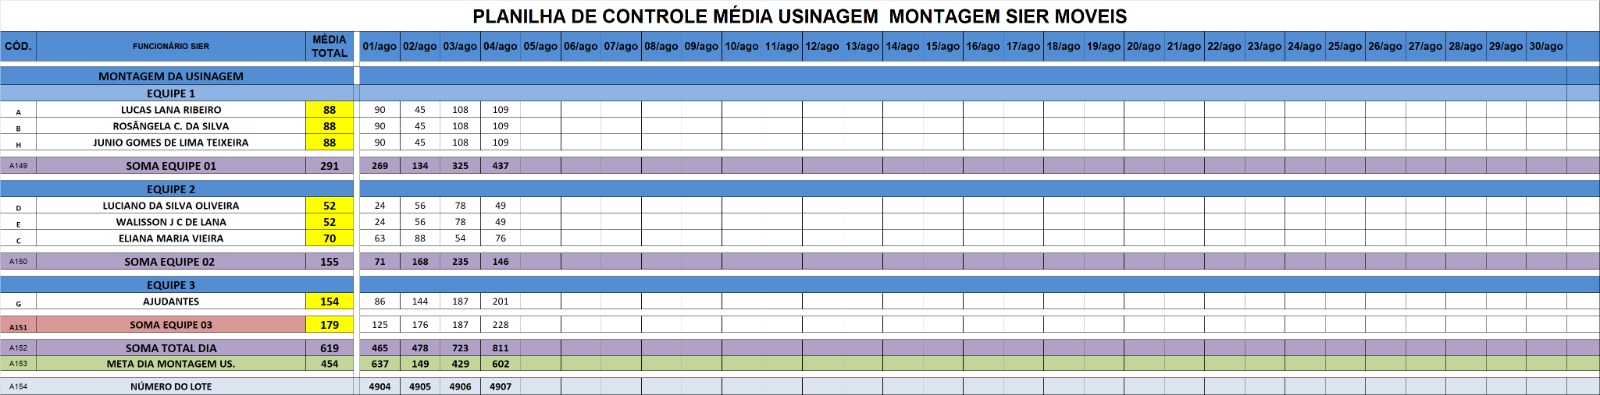 PLANILHA DE CONTROLE MÉDIA USINAGEM MONTAGEM SIER MOVEIS
CÓD. FUNCIONÁRIO SIER MÉDIA TOTAL 01/ago 02/ago 03/ago 04/ago 05/ago 06/ago 07/ago 08/ago 09/ago 10/ago 11/ago 12/ago 13/ago 14/ago 15/ago 16/ago 17/ago 18/ago 19/ago 20/ago 21/ago 22/ago 23/ago 24/ago 25/ago 26/ago 27/ago 28/ago 29/ago 30/ago
MONTAGEM DA USINAGEM
EQUIPE 1
A LUCAS LANA RIBEIRO 88 90 45 108 109
B ROSÂNGELA C. DA SILVA 88 90 45 108 109
H JUNIO GOMES DE LIMA TEIXEIRA 88 90 45 108 109
A149 SOMA EQUIPE 01 291 269 134 325 437
EQUIPE 2
D LUCIANO DA SILVA OLIVEIRA 52 24 56 78 49
E WALISSON J C DE LANA 52 24 56 78 49
C ELIANA MARIA VIEIRA 70 63 88 54 76
A150 SOMA EQUIPE 02 155 71 168 235 146
EQUIPE 3
G AJUDANTES 154 86 144 187 201
A151 SOMA EQUIPE 03 179 125 176 187 228
A152 SOMA TOTAL DIA 619 465 478 723 811
A153 META DIA MONTAGEM US. 454 637 149 429 602
A154 NÚMERO DO LOTE 4904 4905 4906 4907